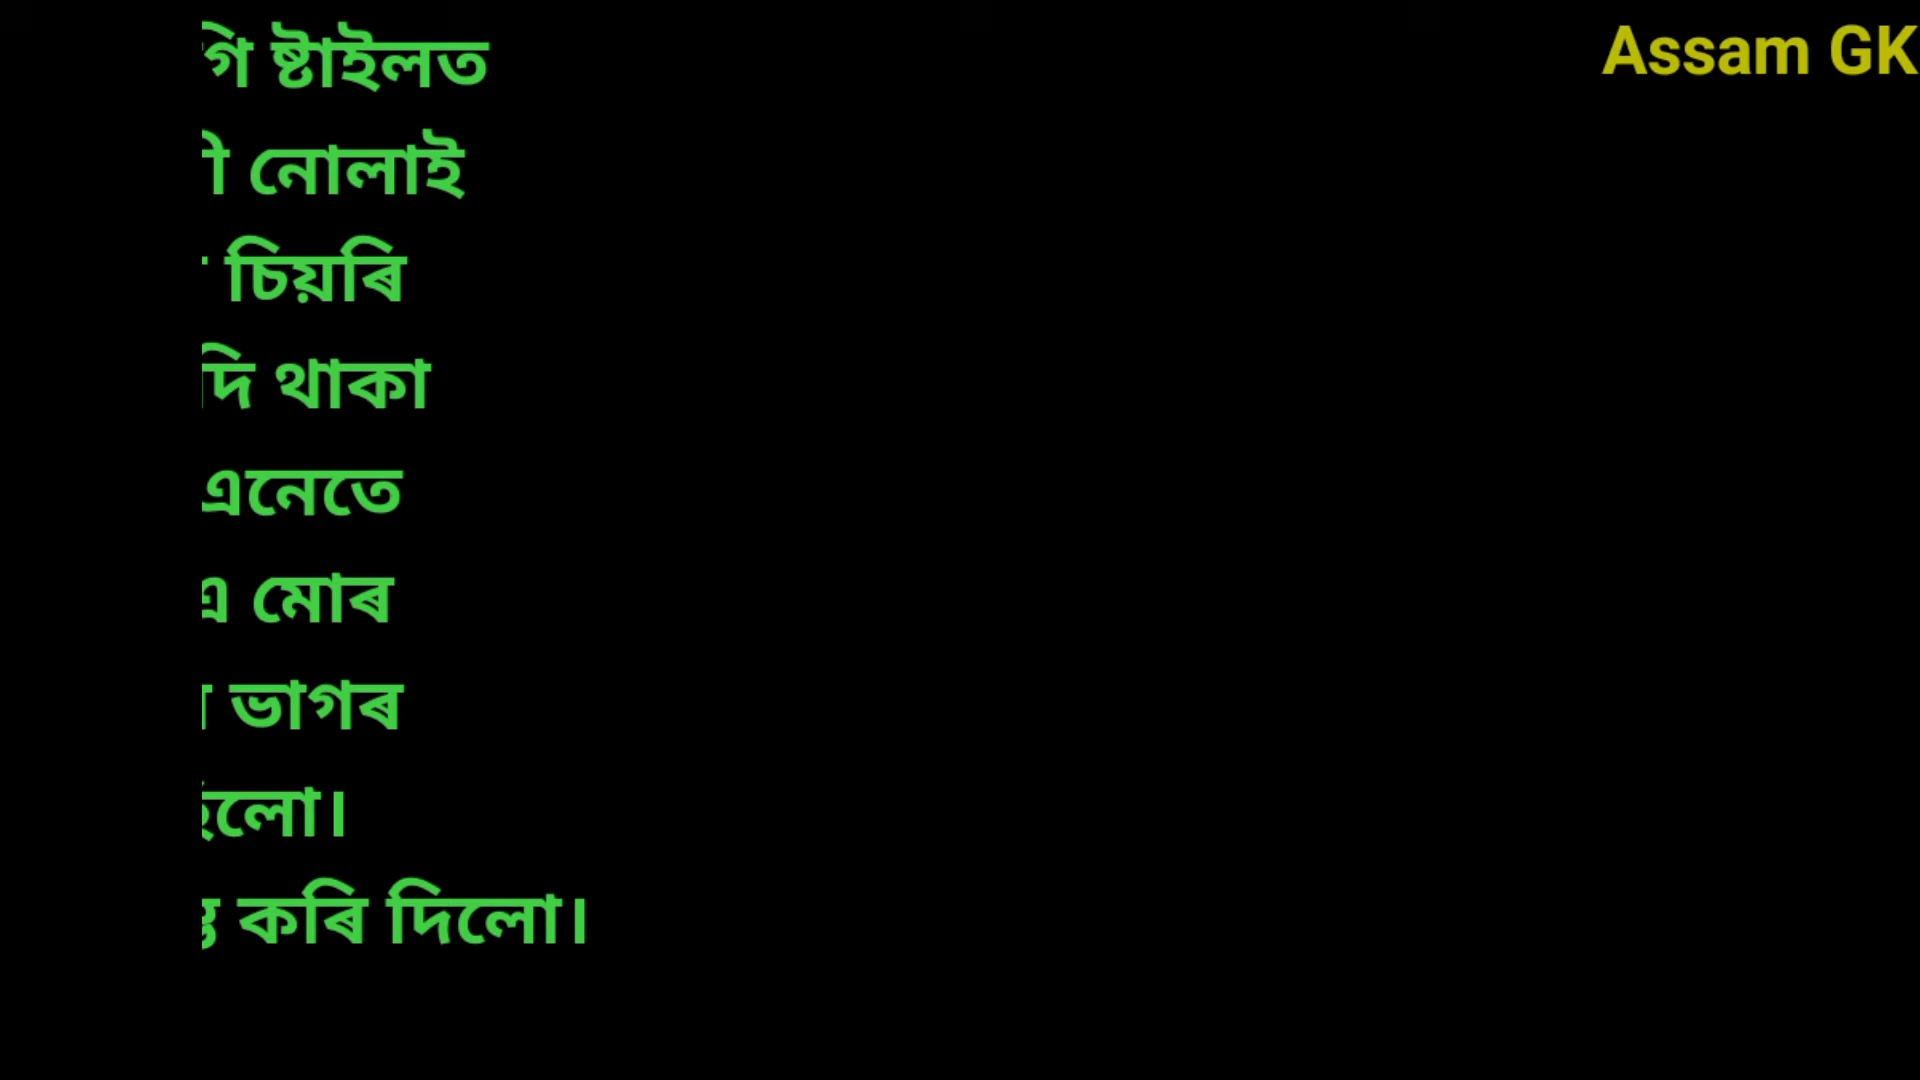 ষ্টাইলত
নোলাই
চিয়ৰি
থাকা
এনেতে
এ মোৰ
ভাগৰ
কৰি দিলো।
Assam GK